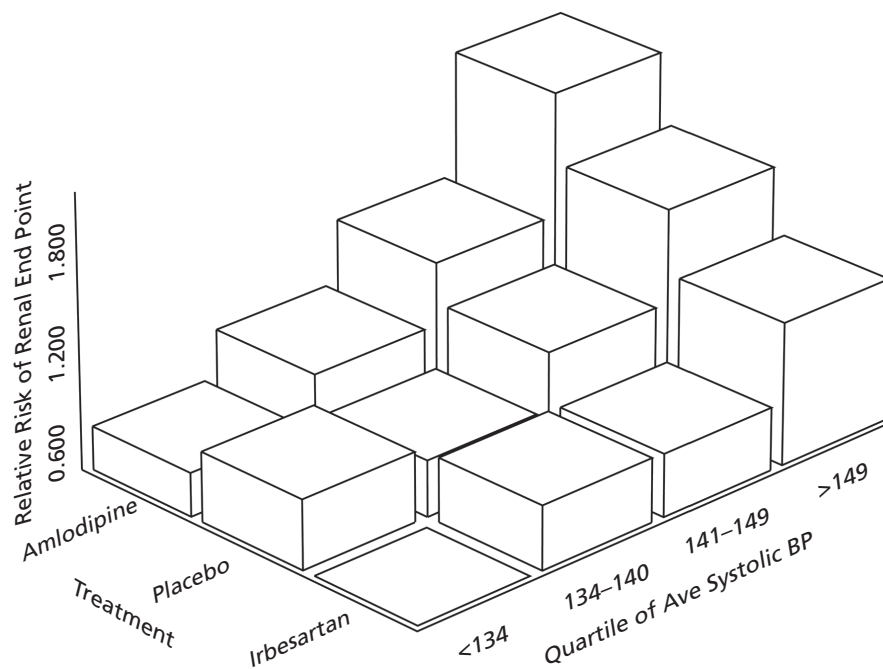 Relative Risk of Renal End Point
1.800
1.200
0.600
Amlodipine
Placebo
Irbesartan
Treatment
<134
134–140
141–149
>149
Quartile of Ave Systolic BP